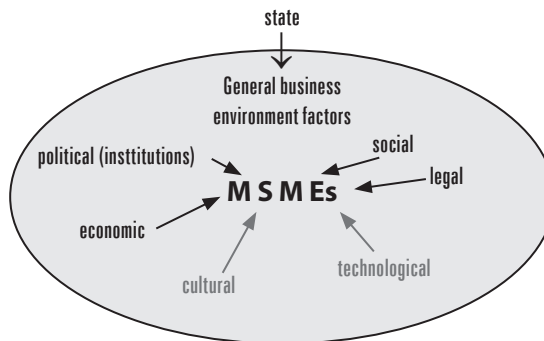 state
General business
environment factors
social
political (insttitutions)
legal
M S M Es
economic
technological
cultural